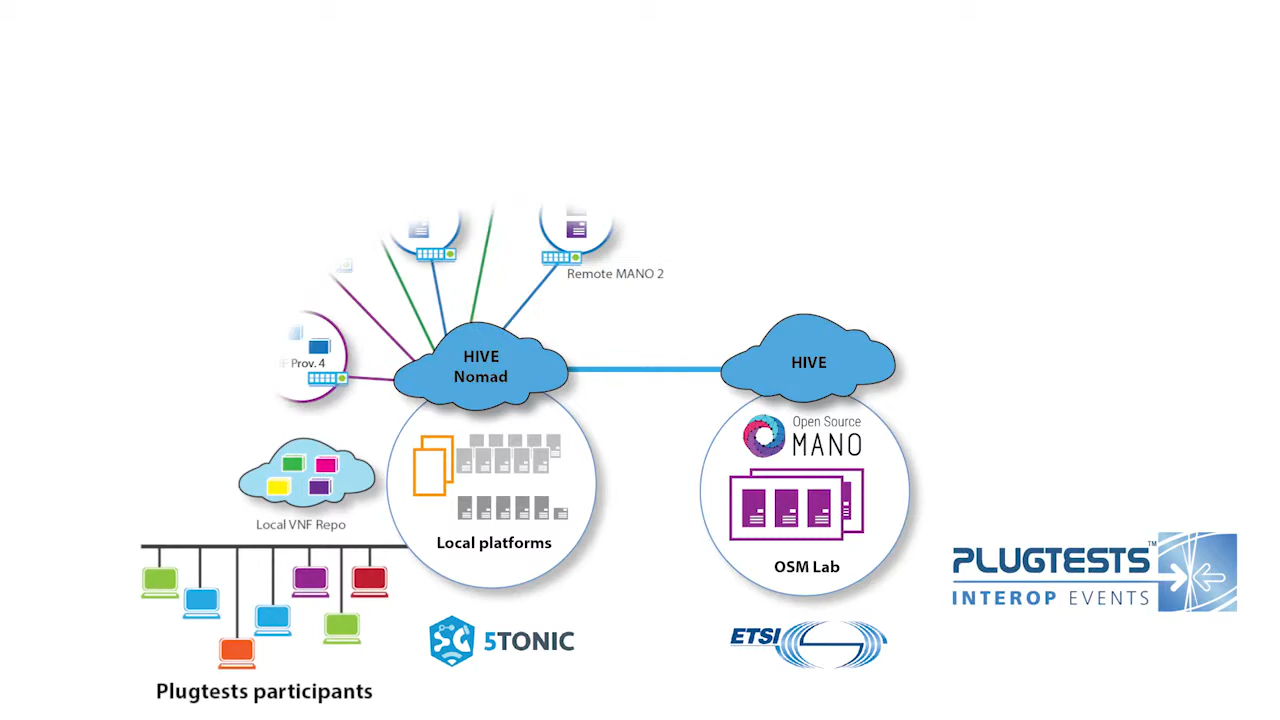 Remote MANO 2
HIVE
Nomad
HIVE
Prov. 4
Open Source
MANO
Local VNF Repo
Local platforms
OSM Lab
PLUGTESTS™
INTEROP EVENTS
5TONIC
ETSI
Plugtests participants